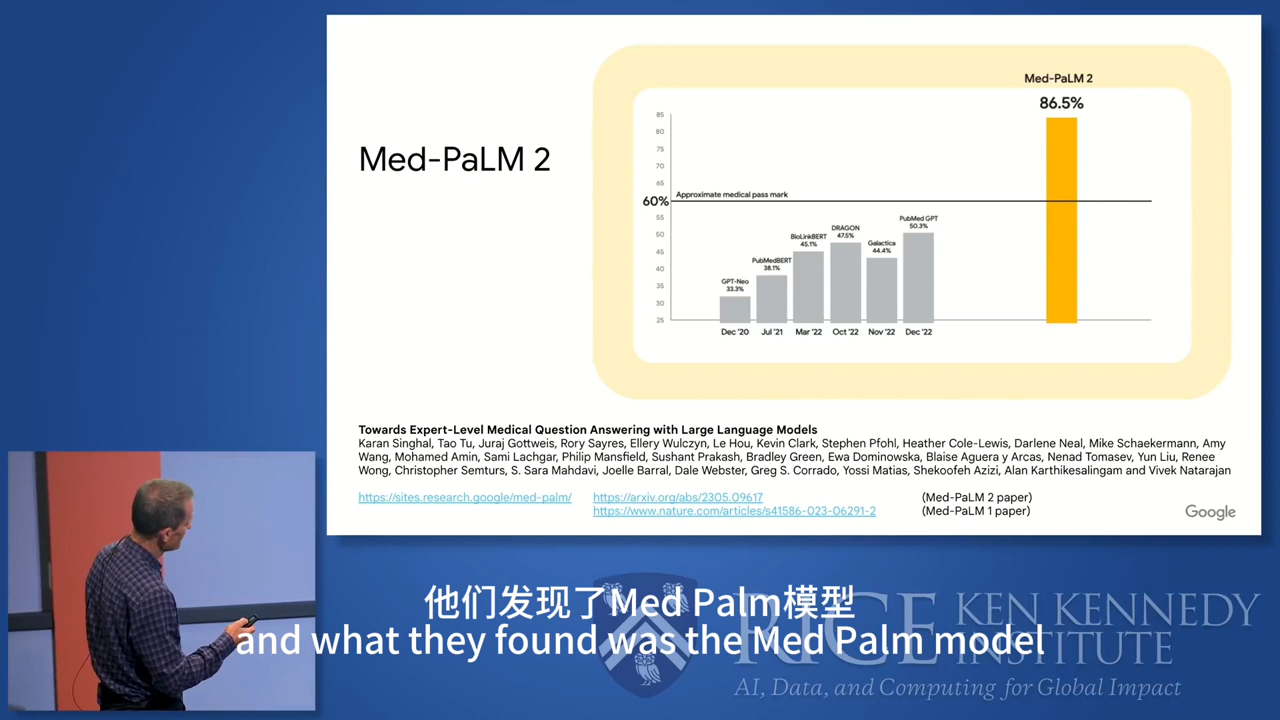 Med-PaLM 2
Med-PaLM 2
86.5%
85
80
75
70
65
60%
Approximate medical pass mark
55
50
45
40
35
30
25
GPT-Neo
33.3%
PubMedBERT
38.1%
BioLinkBERT
45.1%
DRAGON
47.5%
Galactica
44.4%
PubMed GPT
50.3%
Dec '20
Jul '21
Mar '22
Oct '22
Nov '22
Dec '22
Towards Expert-Level Medical Question Answering with Large Language Models
Karan Singhal, Tao Tu, Juraj Gottweis, Rory Sayres, Ellery Wulczyn, Le Hou, Kevin Clark, Stephen Pfohl, Heather Cole-Lewis, Darlene Neal, Mike Schaekermann, Amy
Wang, Mohamed Amin, Sami Lachgar, Philip Mansfield, Sushant Prakash, Bradley Green, Ewa Dominowska, Blaise Aguera y Arcas, Nenad Tomasev, Yun Liu, Renee
Wong, Christopher Semturs, S. Sara Mahdavi, Joelle Barral, Dale Webster, Greg S. Corrado, Yossi Matias, Shekoofeh Azizi, Alan Karthikesalingam and Vivek Natarajan
https://sites.research.google/med-palm/
https://arxiv.org/abs/2305.09617
(Med-PaLM 2 paper)
https://www.nature.com/articles/s41586-023-06291-2
(Med-PaLM 1 paper)
Google
他们发现了Med Palm模型
and what they found was the Med Palm model
RICE
KEN KENNEDY
INSTITUTE
AI, Data, and Computing for Global Impact